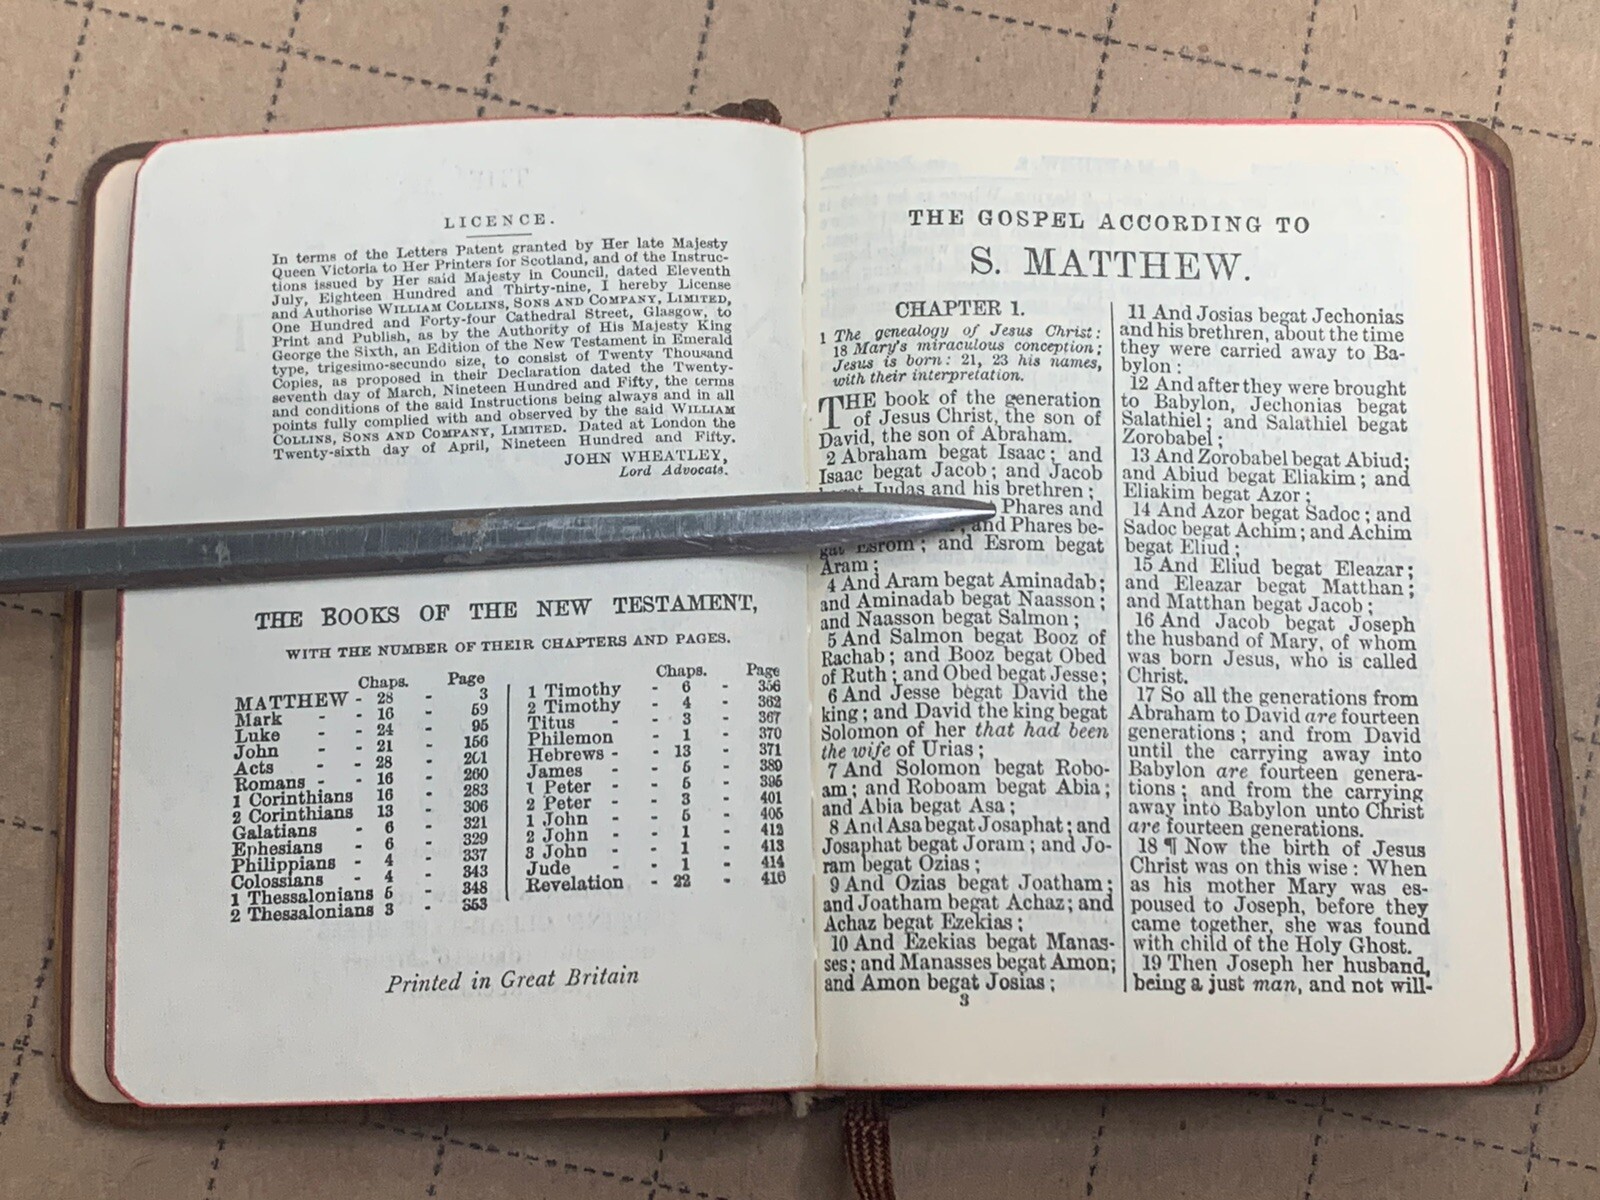 LICENCE.
In terms of the Letters Patent granted by Her late Majesty
Queen Victoria to Her Printers for Scotland, and of the Instruc-
tions issued by Her said Majesty in Council, dated Eleventh
July, Eighteen Hundred and Thirty-nine, I hereby License
and Authorise WILLIAM COLLINS, SONS AND COMPANY, LIMITED,
One Hundred and Forty-four Cathedral Street, Glasgow, to
Print and Publish, as by the Authority of His Majesty King
George the Sixth, an Edition of the New Testament in Emerald
type, trigesimo-secundo size, to consist of Twenty Thousand
Copies, as proposed in their Declaration dated the Twenty-
seventh day of March, Nineteen Hundred and Fifty, the terms
and conditions of the said Instructions being always and in all
points fully complied with and observed by the said WILLIAM
COLLINS, SONS AND COMPANY, LIMITED. Dated at London the
Twenty-sixth day of April, Nineteen Hundred and Fifty.
JOHN WHEATLEY,
Lord Advocate.
THE BOOKS OF THE NEW TESTAMENT,
WITH THE NUMBER OF THEIR CHAPTERS AND PAGES.
Chaps. Page
MATTHEW - 28 - 3
Mark - - 16 - 59
Luke - - 24 - 95
John - - 21 - 156
Acts - - 28 - 201
Romans - - 16 - 260
1 Corinthians 16 - 283
2 Corinthians 13 - 306
Galatians - 6 - 321
Ephesians - 6 - 329
Philippians - 4 - 337
Colossians - 4 - 343
1 Thessalonians 5 - 348
2 Thessalonians 3 - 353
Chaps. Page
1 Timothy - 6 - 356
2 Timothy - 4 - 362
Titus - - 3 - 367
Philemon - 1 - 370
Hebrews - - 13 - 371
James - - 5 - 389
1 Peter - - 5 - 395
2 Peter - - 3 - 401
1 John - - 5 - 405
2 John - - 1 - 412
3 John - - 1 - 413
Jude - - 1 - 414
Revelation - 22 - 416
Printed in Great Britain
THE GOSPEL ACCORDING TO
S. MATTHEW.
CHAPTER 1.
1 The genealogy of Jesus Christ:
18 Mary's miraculous conception;
Jesus is born: 21, 23 his names,
with their interpretation.
THE book of the generation
of Jesus Christ, the son of
David, the son of Abraham.
2 Abraham begat Isaac; and
Isaac begat Jacob; and Jacob
begat Judas and his brethren;
Phares and
; and Phares be-
gat Esrom; and Esrom begat
Aram;
4 And Aram begat Aminadab;
and Aminadab begat Naasson;
and Naasson begat Salmon;
5 And Salmon begat Booz of
Rachab; and Booz begat Obed
of Ruth; and Obed begat Jesse;
6 And Jesse begat David the
king; and David the king begat
Solomon of her that had been
the wife of Urias;
7 And Solomon begat Robo-
am; and Roboam begat Abia;
and Abia begat Asa;
8 And Asa begat Josaphat; and
Josaphat begat Joram; and Jo-
ram begat Ozias;
9 And Ozias begat Joatham;
and Joatham begat Achaz; and
Achaz begat Ezekias;
10 And Ezekias begat Manas-
ses; and Manasses begat Amon;
and Amon begat Josias;
11 And Josias begat Jechonias
and his brethren, about the time
they were carried away to Ba-
bylon:
12 And after they were brought
to Babylon, Jechonias begat
Salathiel; and Salathiel begat
Zorobabel;
13 And Zorobabel begat Abiud;
and Abiud begat Eliakim; and
Eliakim begat Azor;
14 And Azor begat Sadoc; and
Sadoc begat Achim; and Achim
begat Eliud;
15 And Eliud begat Eleazar;
and Eleazar begat Matthan;
and Matthan begat Jacob;
16 And Jacob begat Joseph
the husband of Mary, of whom
was born Jesus, who is called
Christ.
17 So all the generations from
Abraham to David are fourteen
generations; and from David
until the carrying away into
Babylon are fourteen genera-
tions; and from the carrying
away into Babylon unto Christ
are fourteen generations.
18 ¶ Now the birth of Jesus
Christ was on this wise: When
as his mother Mary was es-
poused to Joseph, before they
came together, she was found
with child of the Holy Ghost.
19 Then Joseph her husband,
being a just man, and not will-
3